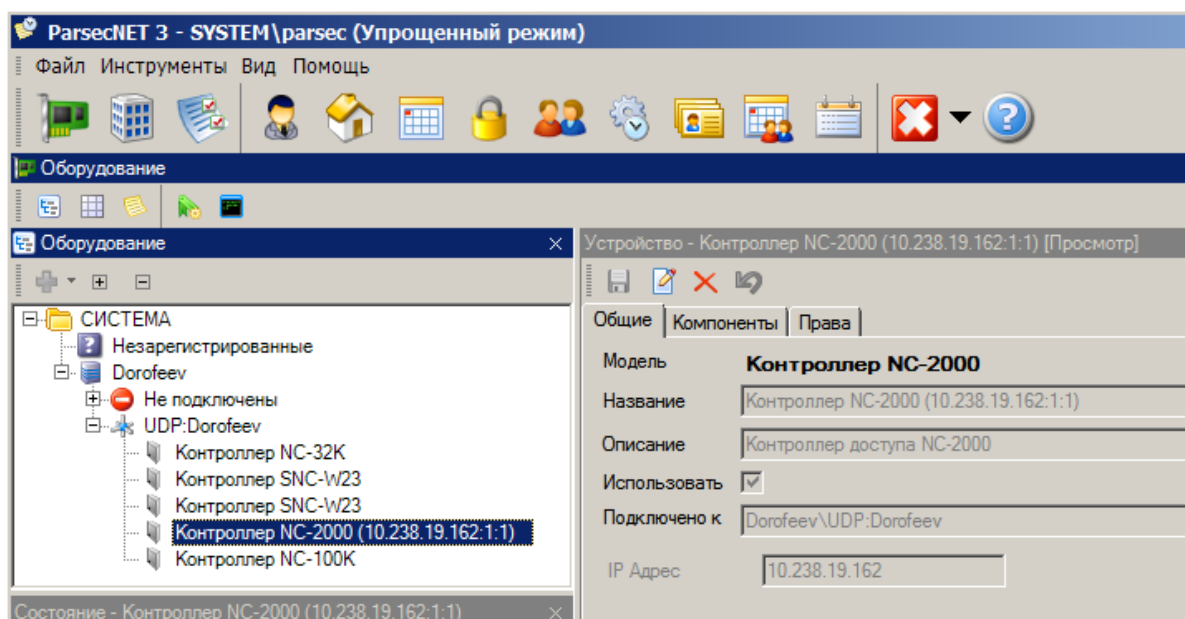 ParsecNET 3 - SYSTEM\parsec (Упрощенный режим)
Файл Инструменты Вид Помощь
Оборудование
Оборудование
СИСТЕМА
Незарегистрированные
Dorofeev
Не подключены
UDP:Dorofeev
Контроллер NC-32K
Контроллер SNC-W23
Контроллер SNC-W23
Контроллер NC-2000 (10.238.19.162:1:1)
Контроллер NC-100K
Состояние - Контроллер NC-2000 (10.238.19.162:1:1)
Устройство - Контроллер NC-2000 (10.238.19.162:1:1) [Просмотр]
Общие Компоненты Права
Модель Контроллер NC-2000
Название Контроллер NC-2000 (10.238.19.162:1:1)
Описание Контроллер доступа NC-2000
Использовать
Подключено к Dorofeev\UDP:Dorofeev
IP Адрес 10.238.19.162